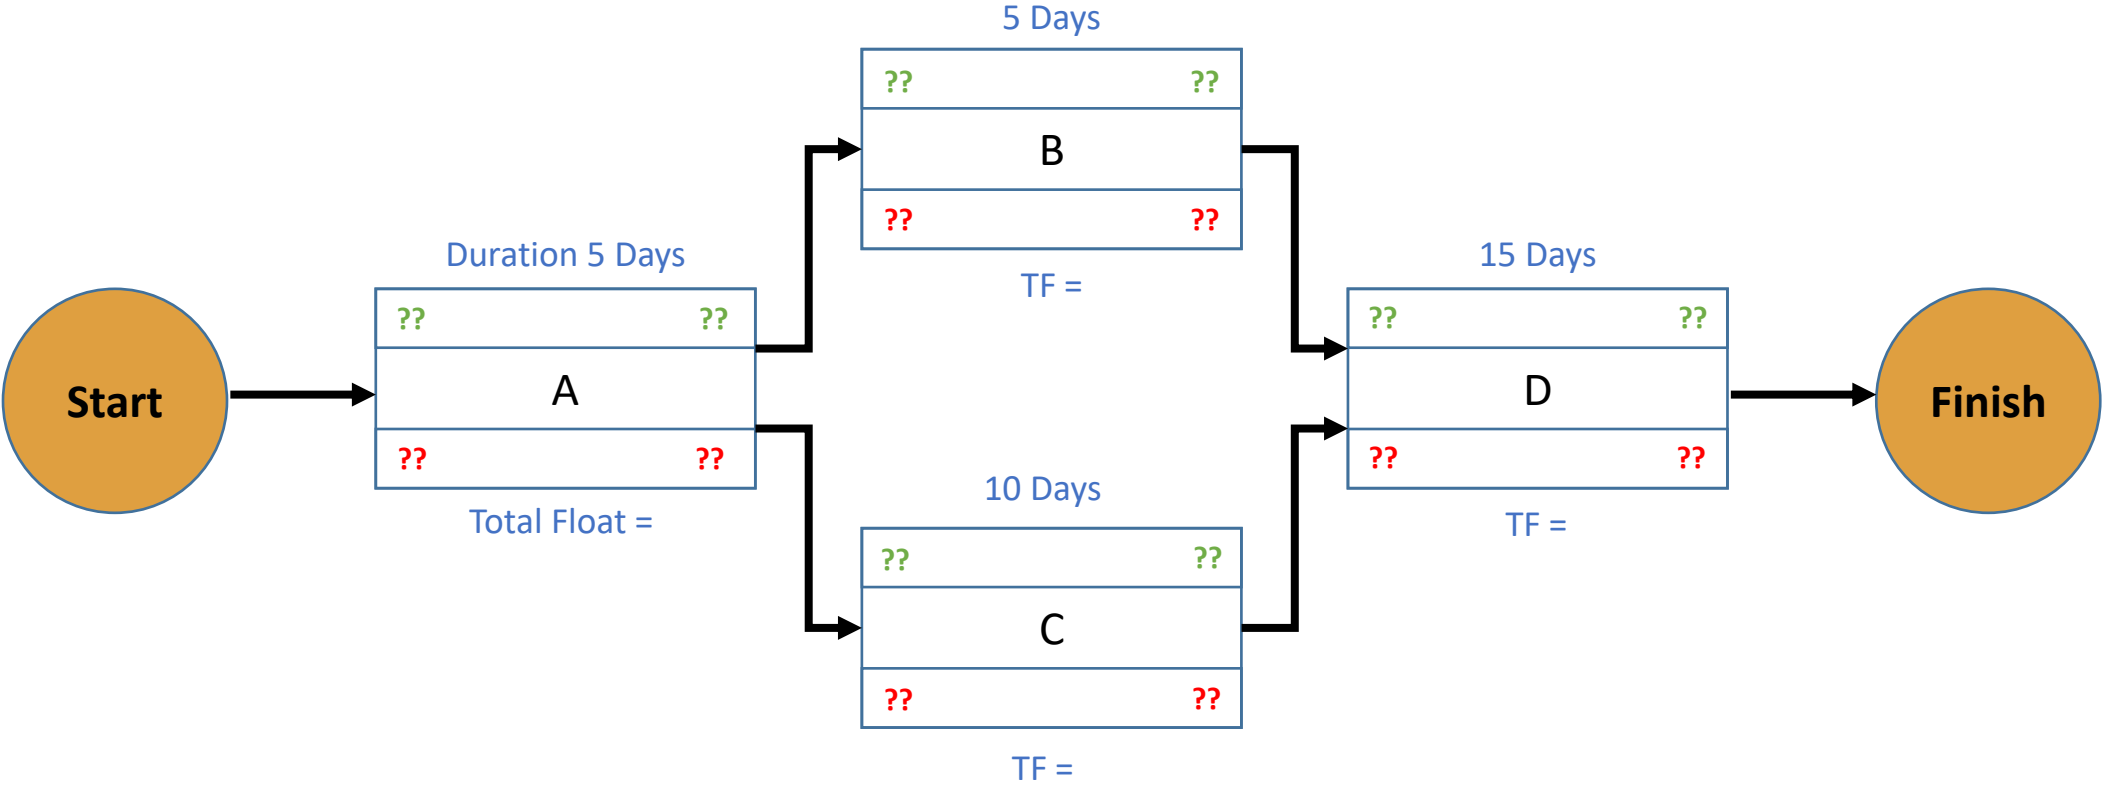 5 Days
?? ??
B
?? ??
TF =
Duration 5 Days
?? ??
A
?? ??
Total Float =
15 Days
?? ??
D
?? ??
TF =
Start
Finish
10 Days
?? ??
C
?? ??
TF =